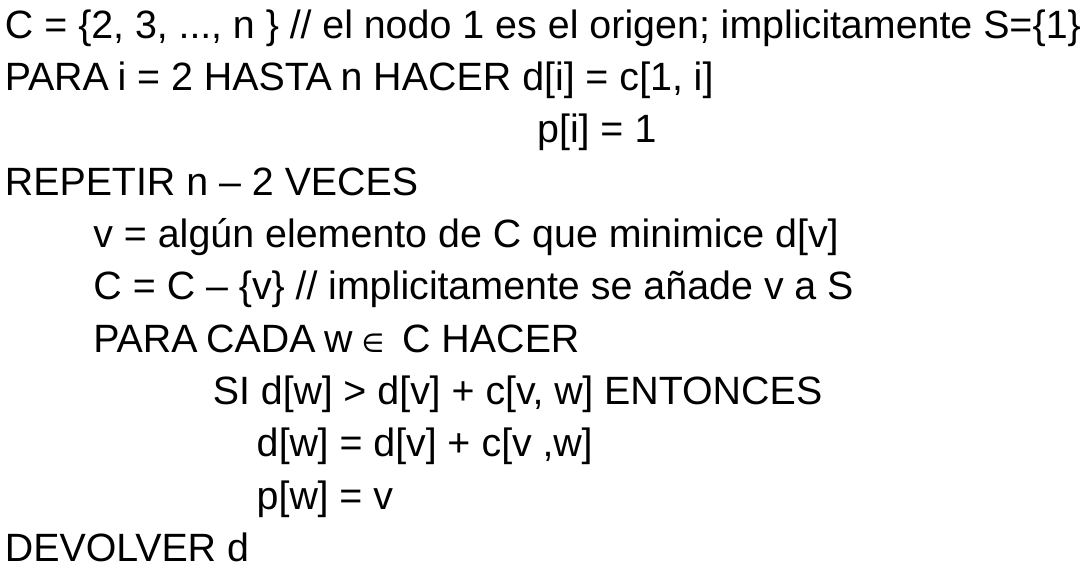 C = {2, 3, ..., n } // el nodo 1 es el origen; implicitamente S={1}
PARA i = 2 HASTA n HACER d[i] = c[1, i]
p[i] = 1
REPETIR n – 2 VECES
v = algún elemento de C que minimice d[v]
C = C – {v} // implicitamente se añade v a S
PARA CADA w ∈ C HACER
SI d[w] > d[v] + c[v, w] ENTONCES
d[w] = d[v] + c[v ,w]
p[w] = v
DEVOLVER d